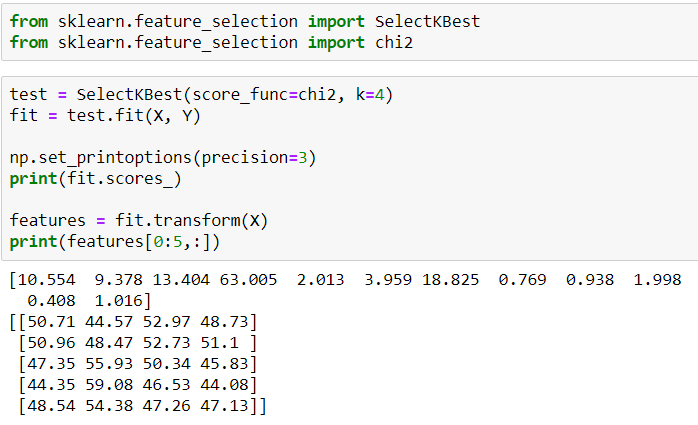 from sklearn.feature_selection import SelectKBest
from sklearn.feature_selection import chi2
test = SelectKBest(score_func=chi2, k=4)
fit = test.fit(X, Y)
np.set_printoptions(precision=3)
print(fit.scores_)
features = fit.transform(X)
print(features[0:5,:])
[10.554  9.378 13.404 63.005  2.013  3.959 18.825  0.769  0.938  1.998
  0.408  1.016]
[[50.71 44.57 52.97 48.73]
 [50.96 48.47 52.73 51.1 ]
 [47.35 55.93 50.34 45.83]
 [44.35 59.08 46.53 44.08]
 [48.54 54.38 47.26 47.13]]